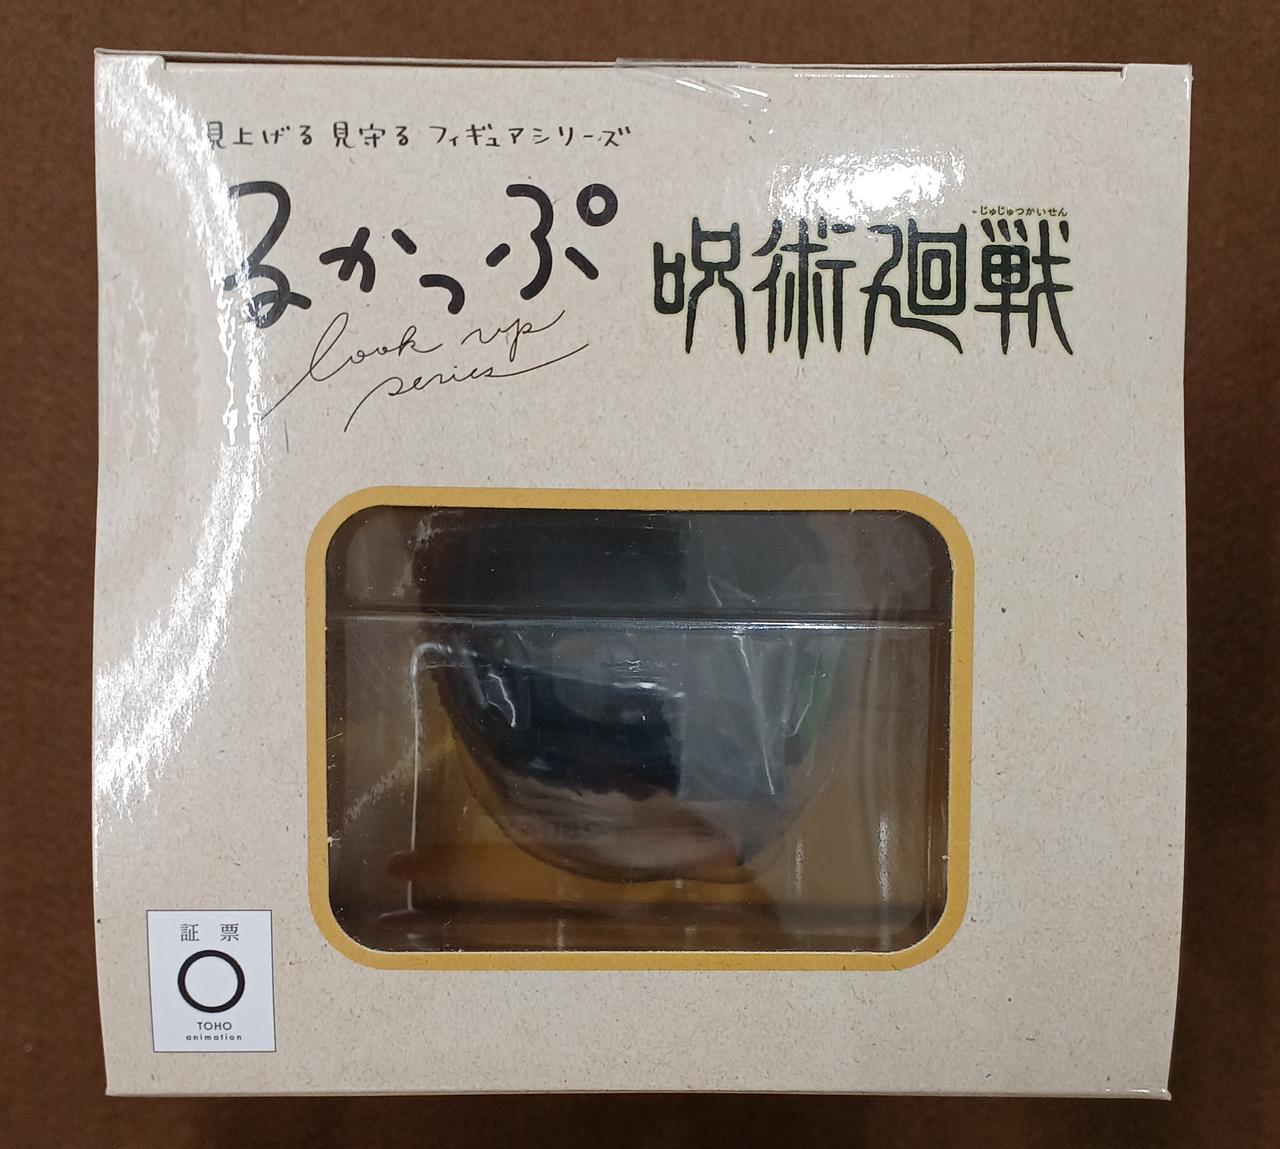 見上げる 見守る フィギュアシリーズ
るかっぷ
look up
series
じゅじゅつかいせん
呪術廻戦
証 票
TOHO
animation